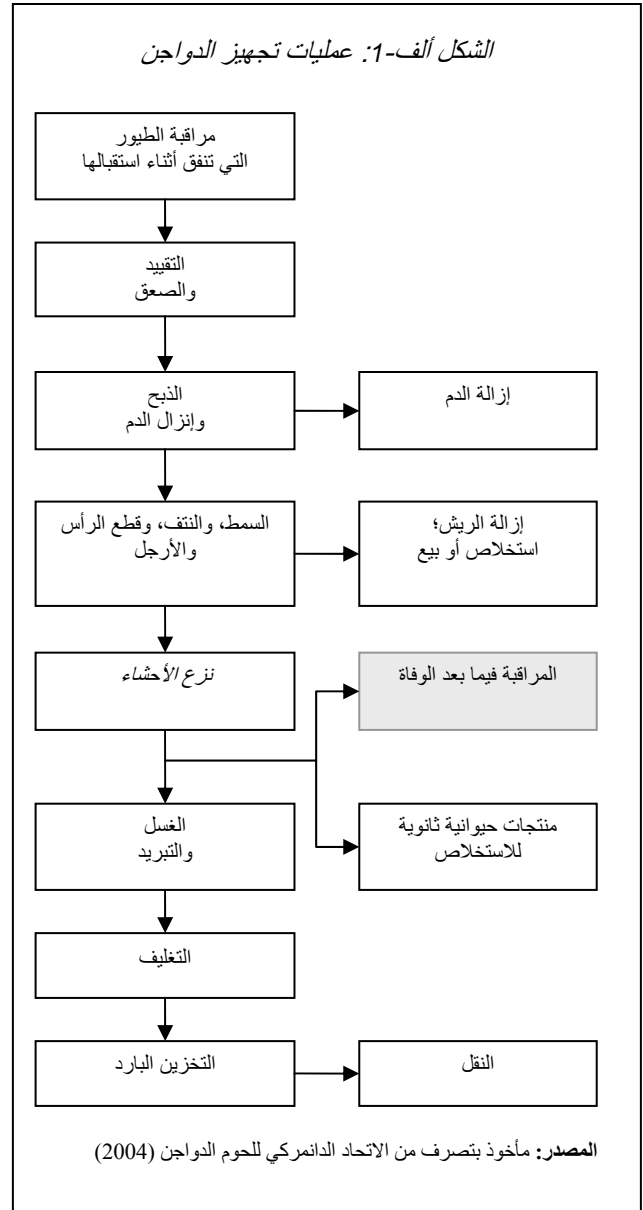 الشكل ألف-1: عمليات تجهيز الدواجن
مراقبة الطيور
التي تنفق أثناء استقبالها
التقييد
والصعق
الذبح
وإنزال الدم
إزالة الدم
السمط، والنتف، وقطع الرأس
والأرجل
إزالة الريش؛
استخلاص أو بيع
نزع الأحشاء
المراقبة فيما بعد الوفاة
الغسل
والتبريد
منتجات حيوانية ثانوية
للاستخلاص
التغليف
التخزين البارد
النقل
المصدر: مأخوذ بتصرف من الاتحاد الدانمركي للحوم الدواجن (2004)